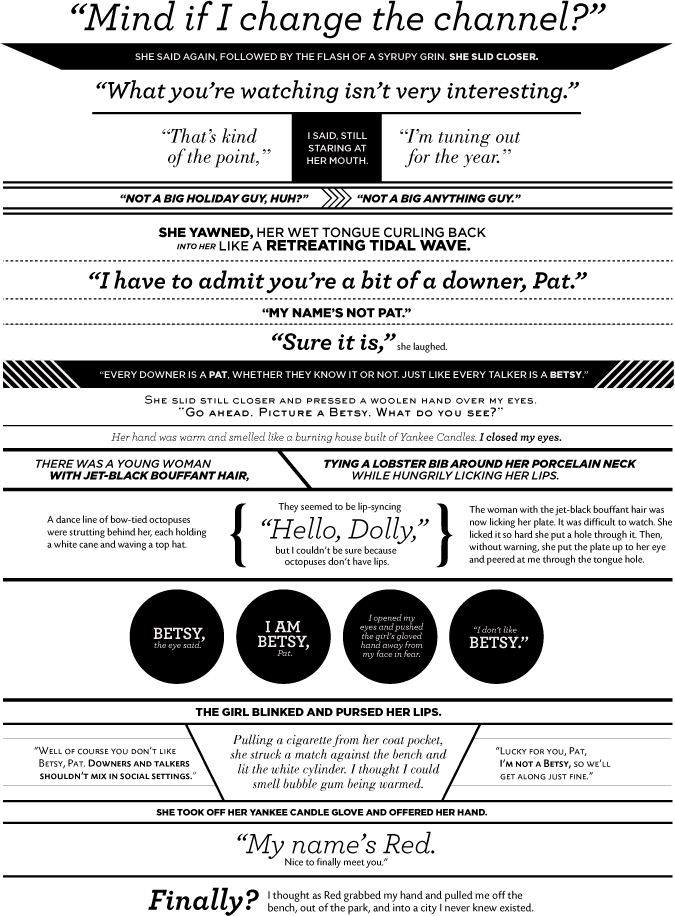 “Mind if I change the channel?”
SHE SAID AGAIN, FOLLOWED BY THE FLASH OF A SYRUPY GRIN. SHE SLID CLOSER.
“What you’re watching isn’t very interesting.”
“That’s kind
of the point,”
I SAID, STILL
STARING AT
HER MOUTH.
“I’m tuning out
for the year.”
“NOT A BIG HOLIDAY GUY, HUH?”
“NOT A BIG ANYTHING GUY.”
SHE YAWNED, HER WET TONGUE CURLING BACK
INTO HER LIKE A RETREATING TIDAL WAVE.
“I have to admit you’re a bit of a downer, Pat.”
“MY NAME’S NOT PAT.”
“Sure it is,” she laughed.
“EVERY DOWNER IS A PAT, WHETHER THEY KNOW IT OR NOT. JUST LIKE EVERY TALKER IS A BETSY.”
SHE SLID STILL CLOSER AND PRESSED A WOOLEN HAND OVER MY EYES.
“GO AHEAD. PICTURE A BETSY. WHAT DO YOU SEE?”
Her hand was warm and smelled like a burning house built of Yankee Candles. I closed my eyes.
THERE WAS A YOUNG WOMAN
WITH JET-BLACK BOUFFANT HAIR,
TYING A LOBSTER BIB AROUND HER PORCELAIN NECK
WHILE HUNGRILY LICKING HER LIPS.
A dance line of bow-tied octopuses
were strutting behind her, each holding
a white cane and waving a top hat.
They seemed to be lip-syncing
“Hello, Dolly,”
but I couldn’t be sure because
octopuses don’t have lips.
The woman with the jet-black bouffant hair was
now licking her plate. It was difficult to watch. She
licked it so hard she put a hole through it. Then,
without warning, she put the plate up to her eye
and peered at me through the tongue hole.
BETSY,
the eye said.
I AM
BETSY,
Pat.
I opened my
eyes and pushed
the girl’s gloved
hand away from
my face in fear.
“I don’t like
BETSY.”
THE GIRL BLINKED AND PURSED HER LIPS.
“WELL OF COURSE YOU DON’T LIKE
BETSY, PAT. DOWNERS AND TALKERS
SHOULDN’T MIX IN SOCIAL SETTINGS.”
Pulling a cigarette from her coat pocket,
she struck a match against the bench and
lit the white cylinder. I thought I could
smell bubble gum being warmed.
“LUCKY FOR YOU, PAT,
I’M NOT A BETSY, SO WE’LL
GET ALONG JUST FINE.”
SHE TOOK OFF HER YANKEE CANDLE GLOVE AND OFFERED HER HAND.
“My name’s Red.
Nice to finally meet you.”
Finally? I thought as Red grabbed my hand and pulled me off the
bench, out of the park, and into a city I never knew existed.